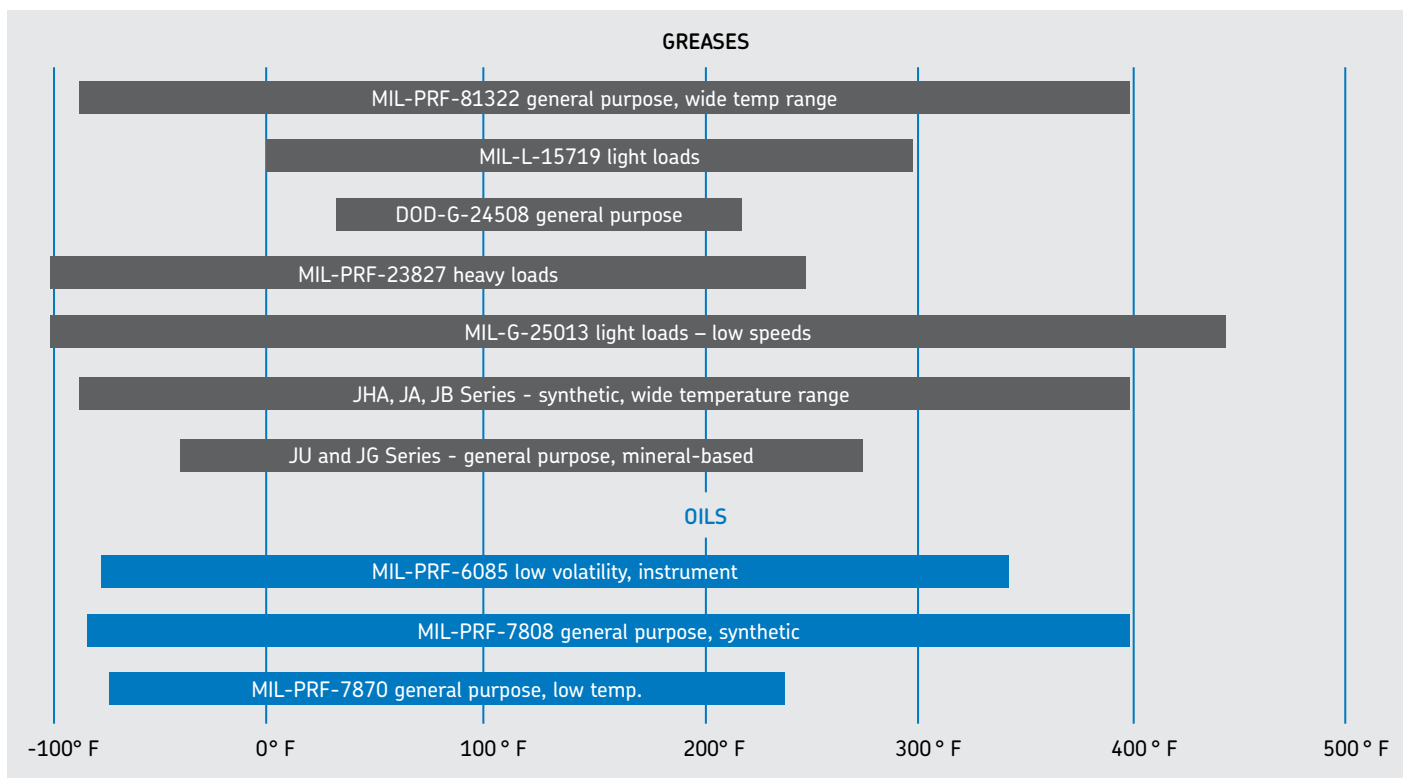 GREASES
MIL-PRF-81322 general purpose, wide temp range
MIL-L-15719 light loads
DOD-G-24508 general purpose
MIL-PRF-23827 heavy loads
MIL-G-25013 light loads – low speeds
JHA, JA, JB Series - synthetic, wide temperature range
JU and JG Series - general purpose, mineral-based
OILS
MIL-PRF-6085 low volatility, instrument
MIL-PRF-7808 general purpose, synthetic
MIL-PRF-7870 general purpose, low temp.
-100° F 0° F 100 ° F 200° F 300 ° F 400 ° F 500 ° F